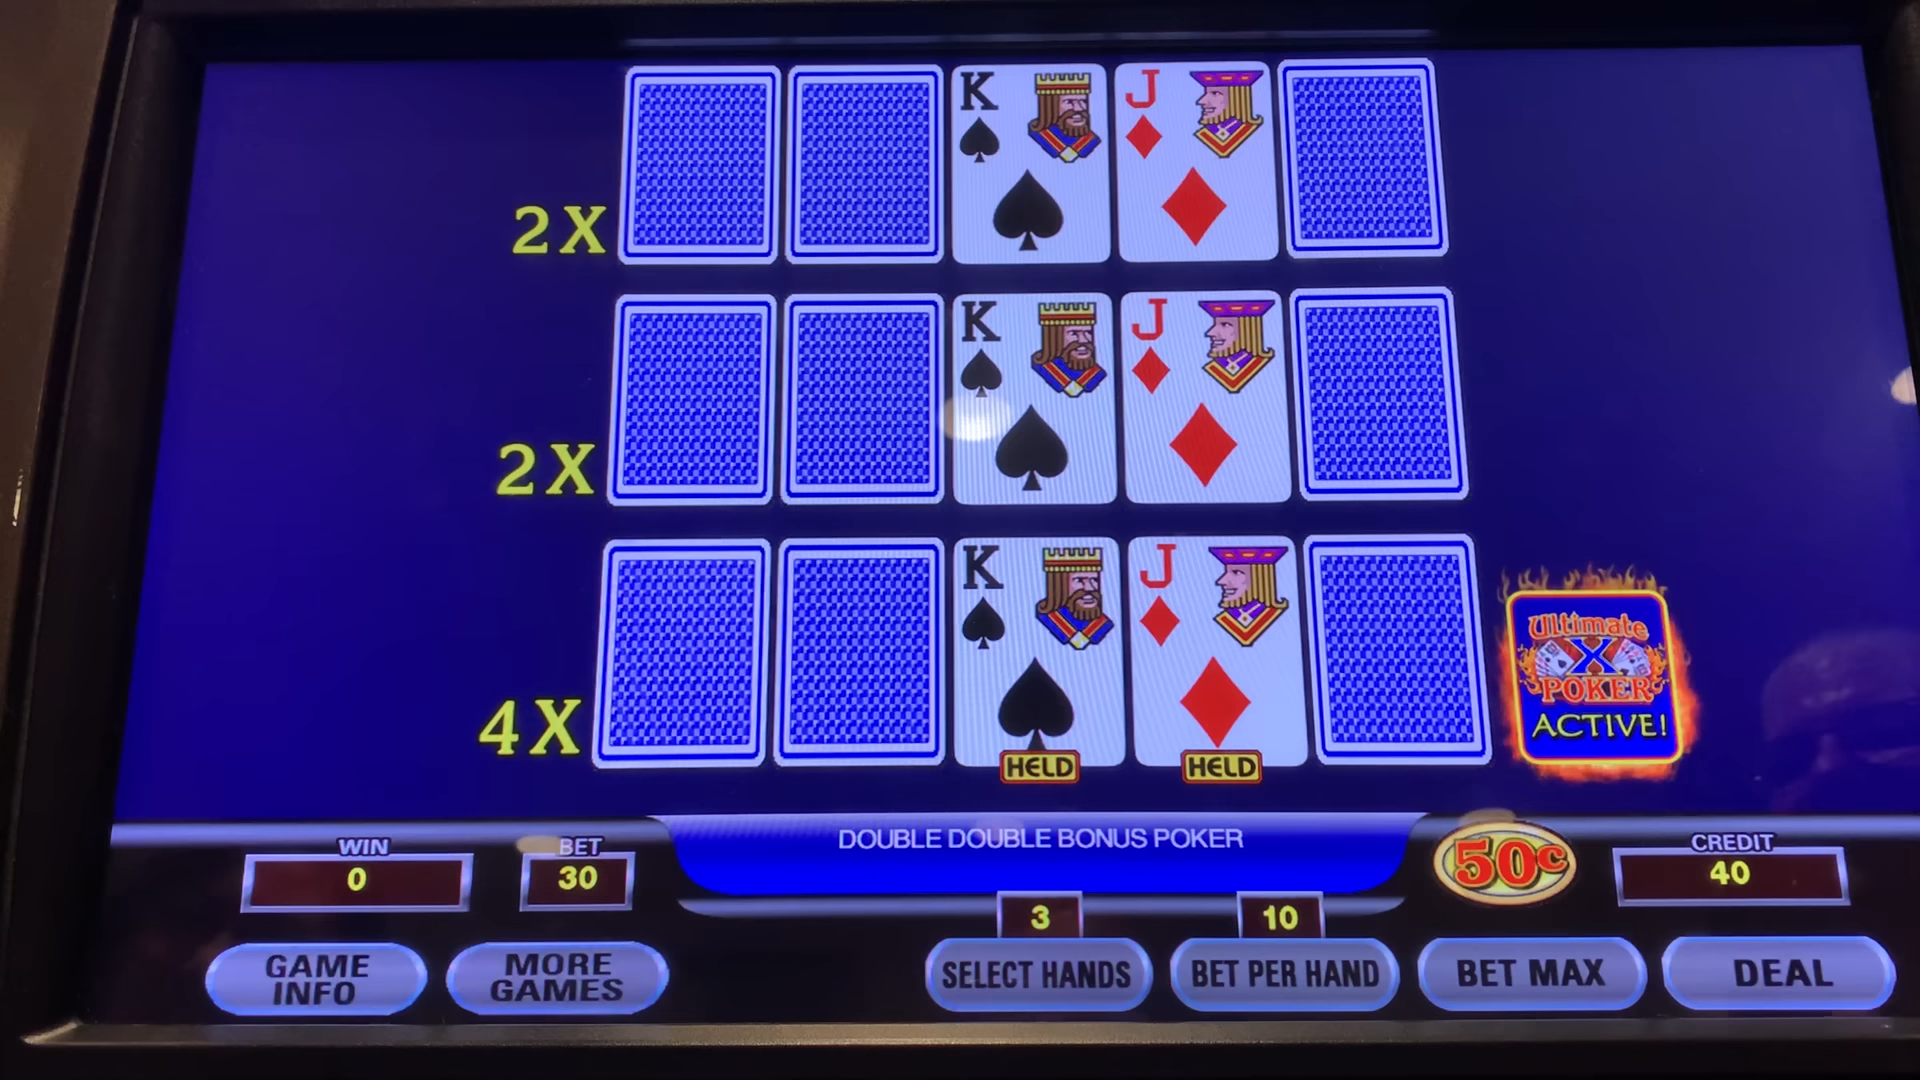 K J
2X
K J
2X
K J
4X
HELD HELD
Ultimate
X
POKER
ACTIVE!
WIN
0
BET
30
DOUBLE DOUBLE BONUS POKER
50¢
CREDIT
40
3
10
GAME
INFO
MORE
GAMES
SELECT HANDS
BET PER HAND
BET MAX
DEAL